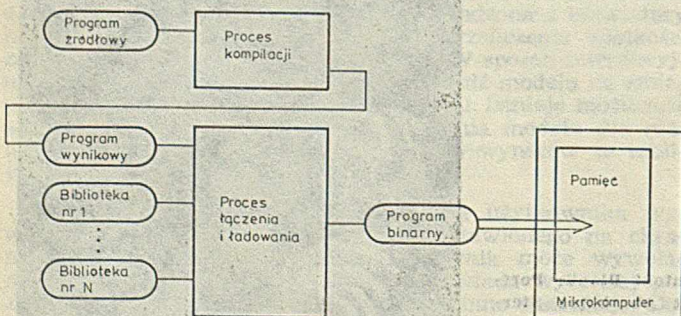 Program
źródłowy
Proces
kompilacji
Program
wynikowy
Biblioteka
nr 1
Biblioteka
nr N
Proces
łączenia
i ładowania
Program
binarny
Pamięć
Mikrokomputer